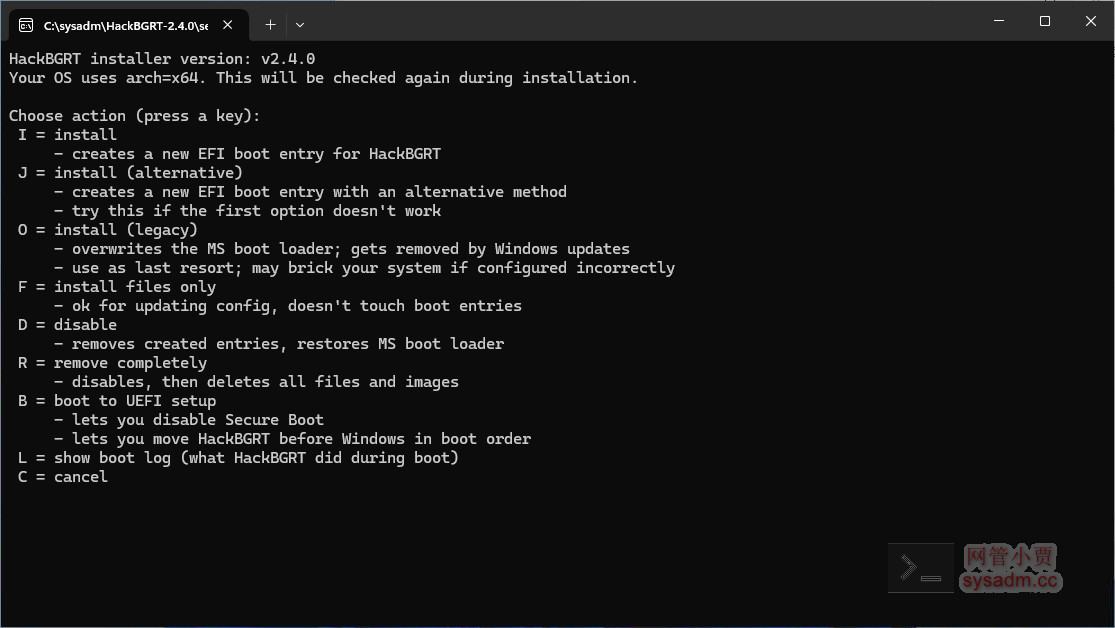 C:\sysadm\HackBGRT-2.4.0\se
HackBGRT installer version: v2.4.0
Your OS uses arch=x64. This will be checked again during installation.
Choose action (press a key):
I = install
- creates a new EFI boot entry for HackBGRT
J = install (alternative)
- creates a new EFI boot entry with an alternative method
- try this if the first option doesn't work
O = install (legacy)
- overwrites the MS boot loader; gets removed by Windows updates
- use as last resort; may brick your system if configured incorrectly
F = install files only
- ok for updating config, doesn't touch boot entries
D = disable
- removes created entries, restores MS boot loader
R = remove completely
- disables, then deletes all files and images
B = boot to UEFI setup
- lets you disable Secure Boot
- lets you move HackBGRT before Windows in boot order
L = show boot log (what HackBGRT did during boot)
C = cancel
网管小贾
sysadm.cc